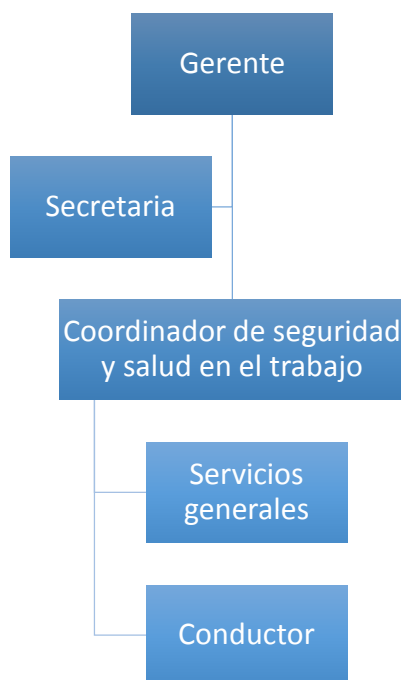 Gerente
Secretaria
Coordinador de seguridad
y salud en el trabajo
Servicios
generales
Conductor